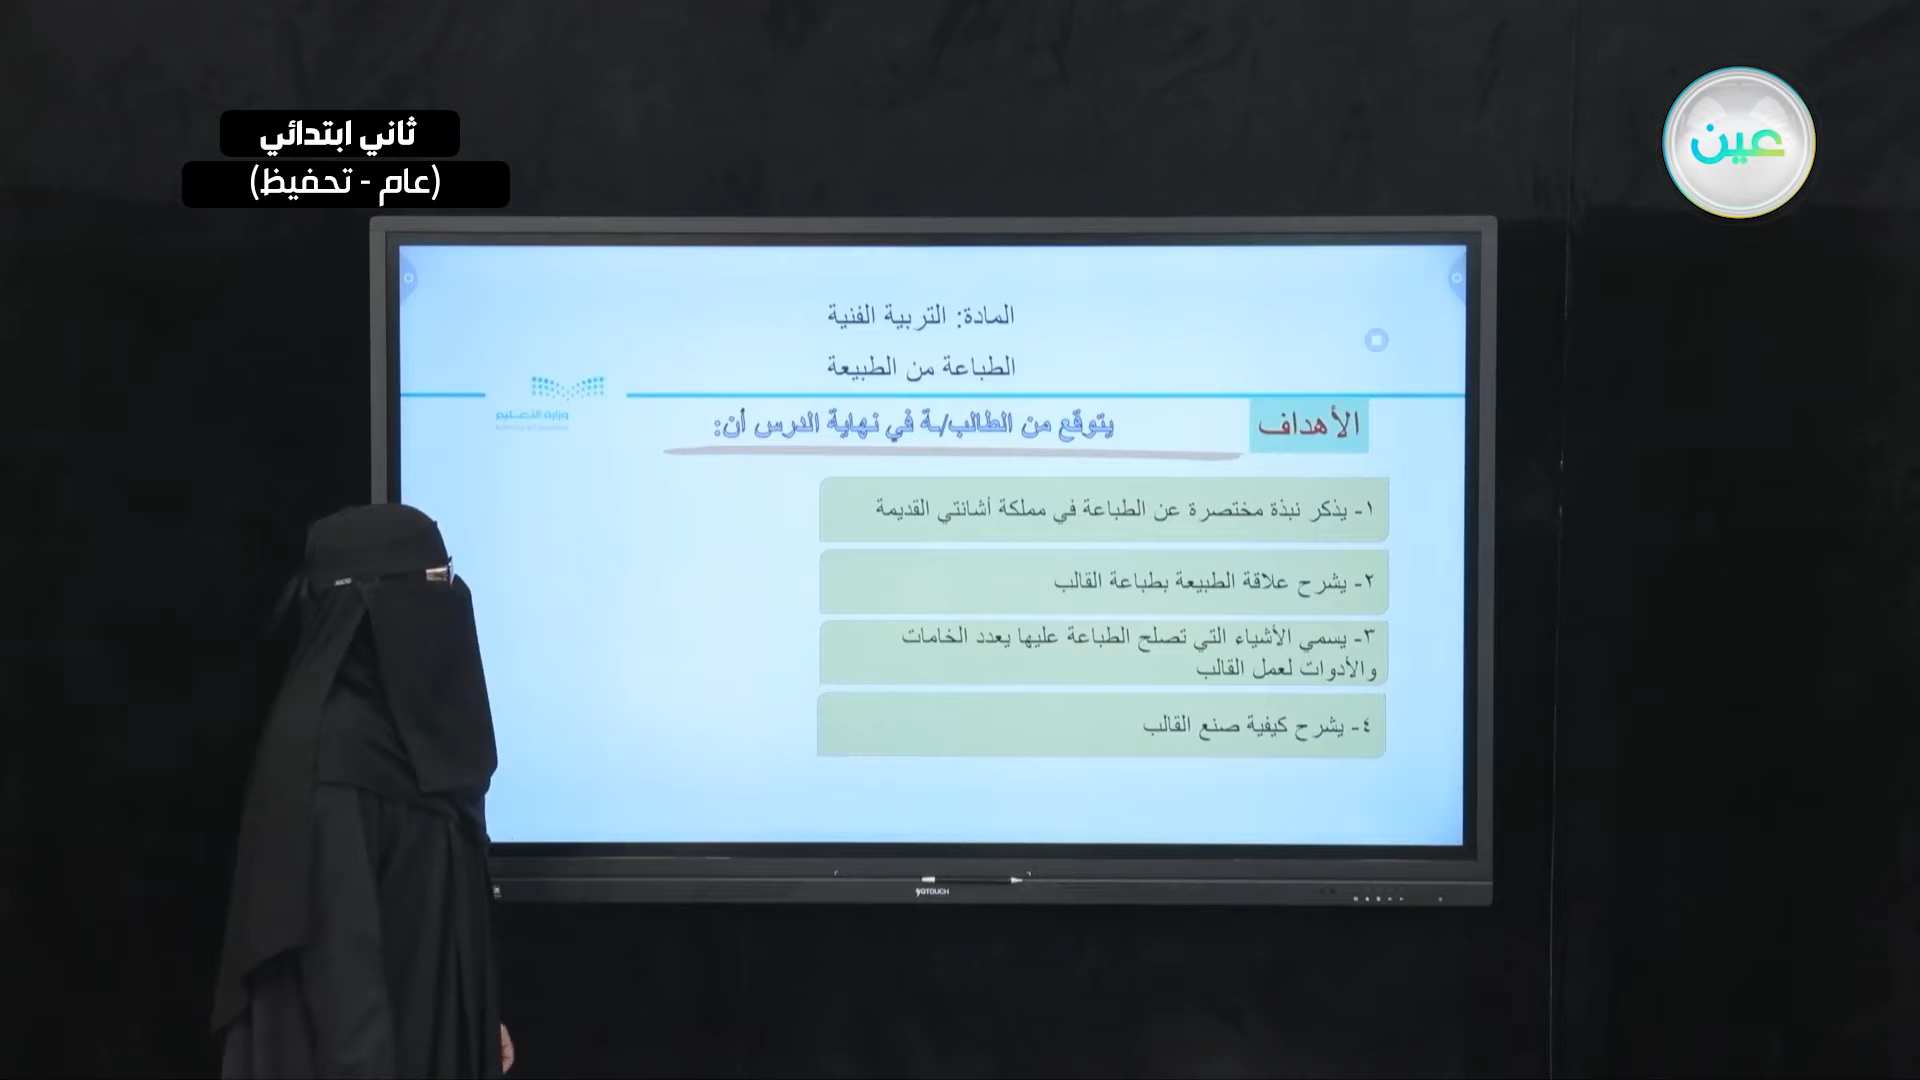 ثاني ابتدائي
(عام - تحفيظ)
عين
المادة: التربية الفنية
الطباعة من الطبيعة
وزارة التعليم
الأهداف
يتوقع من الطالب/ـة في نهاية الدرس أن:
١- يذكر نبذة مختصرة عن الطباعة في مملكة أشانتي القديمة
٢- يشرح علاقة الطبيعة بطباعة القالب
٣- يسمي الأشياء التي تصلح الطباعة عليها يعدد الخامات
والأدوات لعمل القالب
٤- يشرح كيفية صنع القالب